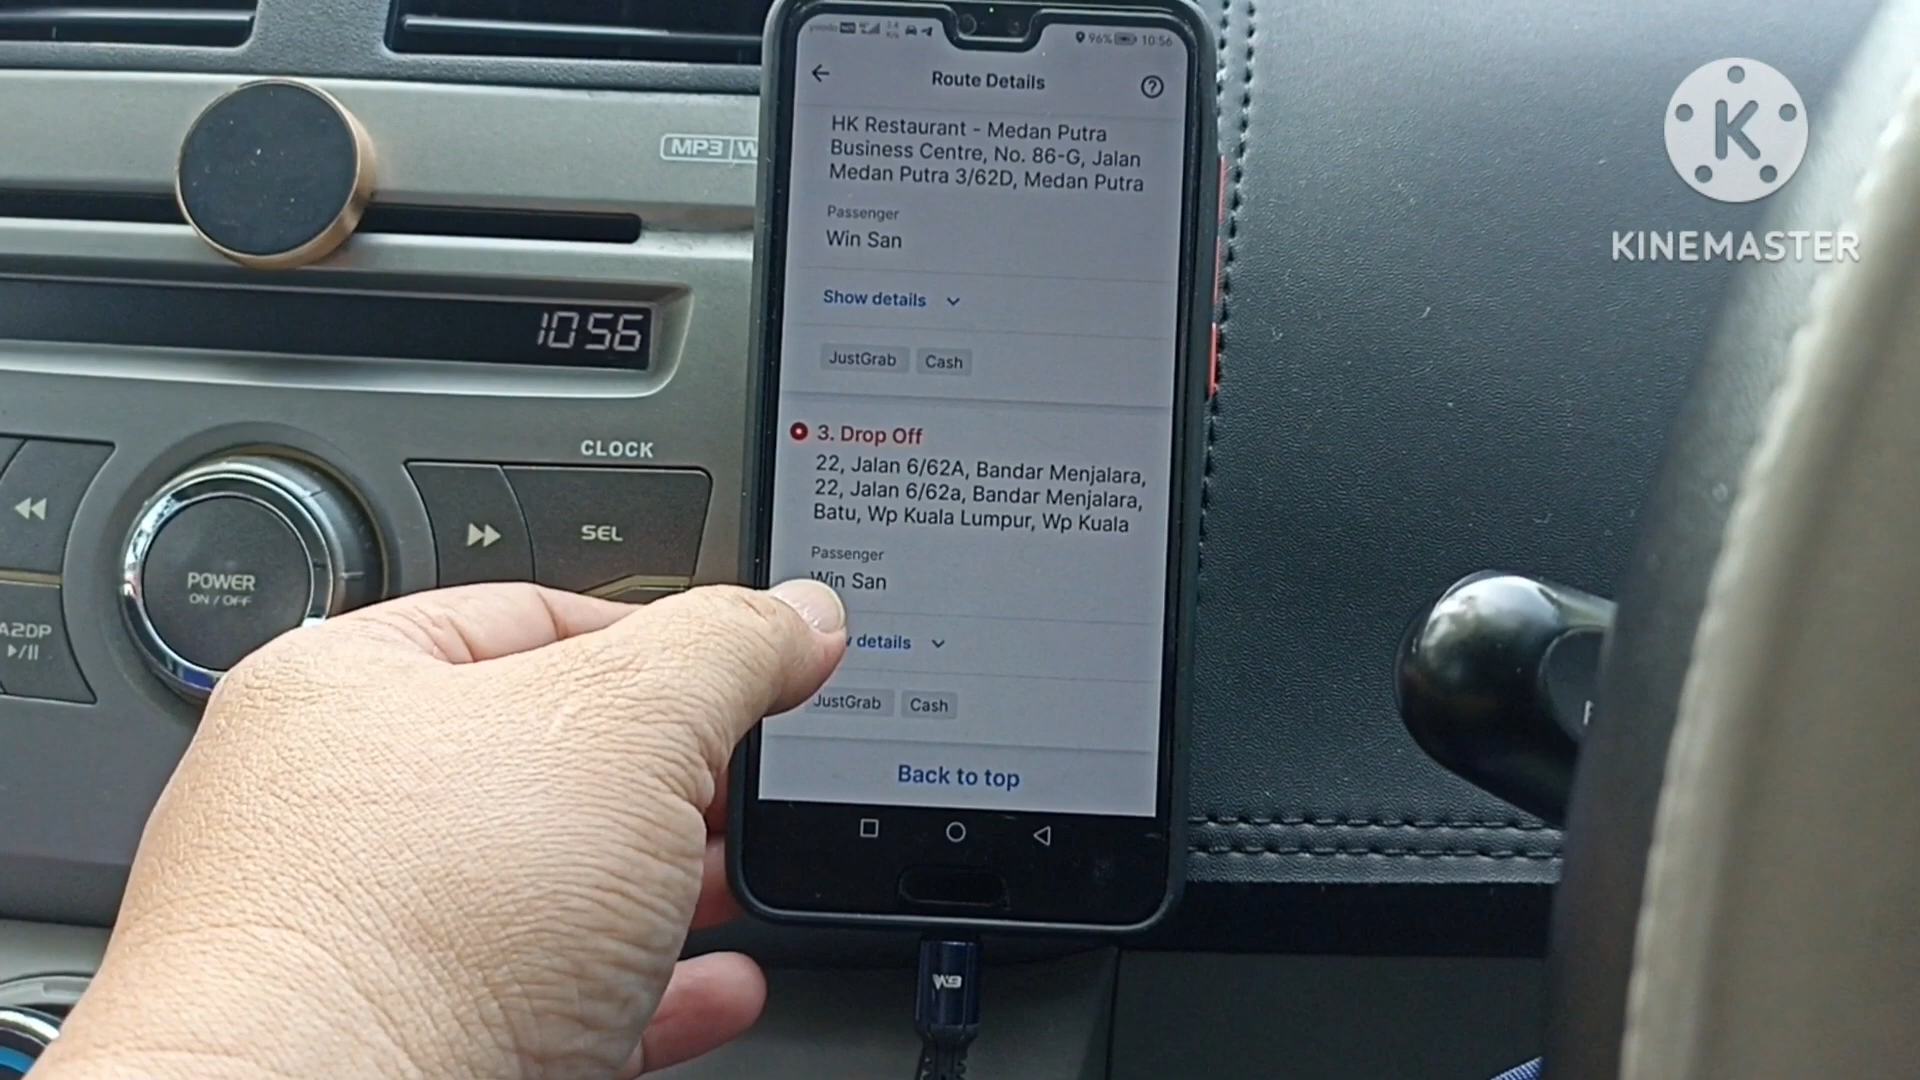 96% 10:56
Route Details
HK Restaurant - Medan Putra
Business Centre, No. 86-G, Jalan
Medan Putra 3/62D, Medan Putra
Passenger
Win San
Show details
JustGrab Cash
3. Drop Off
22, Jalan 6/62A, Bandar Menjalara,
22, Jalan 6/62a, Bandar Menjalara,
Batu, Wp Kuala Lumpur, Wp Kuala
Passenger
Win San
details
JustGrab Cash
Back to top
MP3
10:56
CLOCK
SEL
POWER
ON / OFF
A2DP
K
KINEMASTER